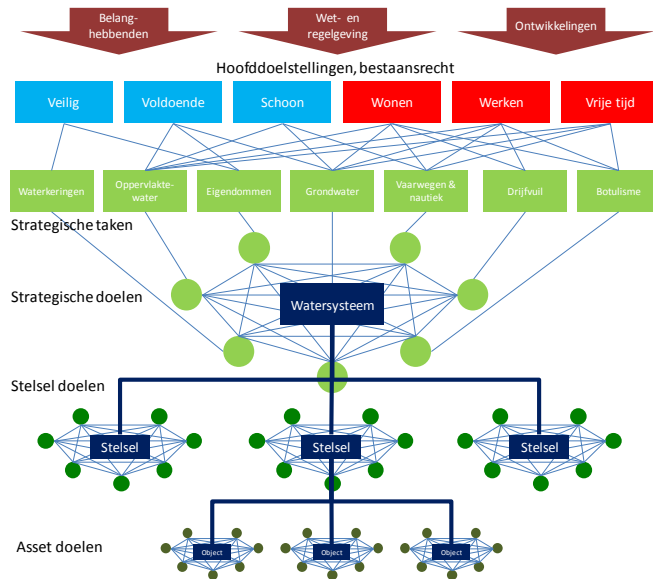 Belang-
hebbenden
Wet- en
regelgeving
Ontwikkelingen
Hoofddoelstellingen, bestaansrecht
Veilig
Voldoende
Schoon
Wonen
Werken
Vrije tijd
Waterkeringen
Oppervlakte-
water
Eigendommen
Grondwater
Vaarwegen &
nautiek
Drijfvuil
Botulisme
Strategische taken
Strategische doelen
Watersysteem
Stelsel doelen
Stelsel
Stelsel
Stelsel
Asset doelen
Object
Object
Object